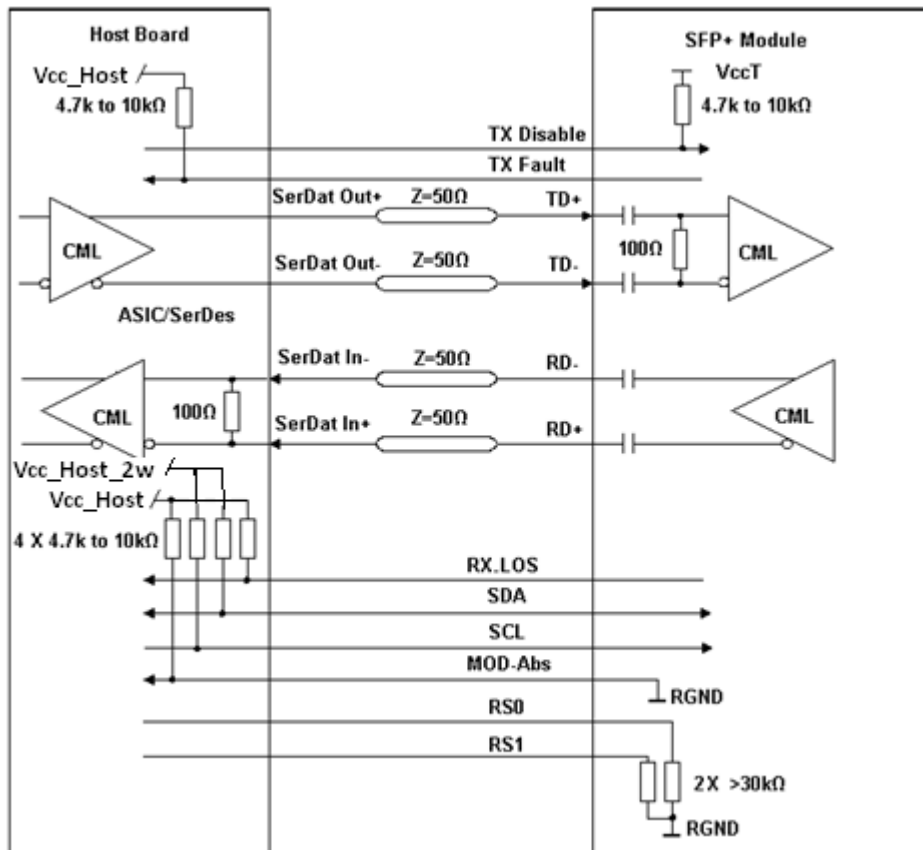 Host Board
SFP+ Module
Vcc_Host
VccT
4.7k to 10kΩ
4.7k to 10kΩ
TX Disable
TX Fault
SerDat Out+
Z=50Ω
TD+
CML
100Ω
CML
SerDat Out-
Z=50Ω
TD-
ASIC/SerDes
SerDat In-
Z=50Ω
RD-
CML
100Ω
CML
SerDat In+
Z=50Ω
RD+
Vcc_Host_2w
Vcc_Host
4 X 4.7k to 10kΩ
RX.LOS
SDA
SCL
MOD-Abs
RGND
RS0
RS1
2X >30kΩ
RGND